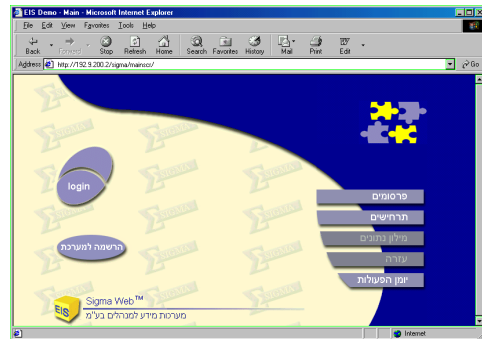 EIS Demo - Main - Microsoft Internet Explorer
File Edit View Favorites Tools Help
Back Forward Stop Refresh Home Search Favorites History Mail Print Edit
Address http://192.9.200.2/sigma/mainscr/ Go
login
הרשמה למערכת
פרסומים
תרחישים
מילון נתונים
עזרה
יומן הפעולות
EIS
Sigma Web™
מערכות מידע למנהלים בע"מ
Internet